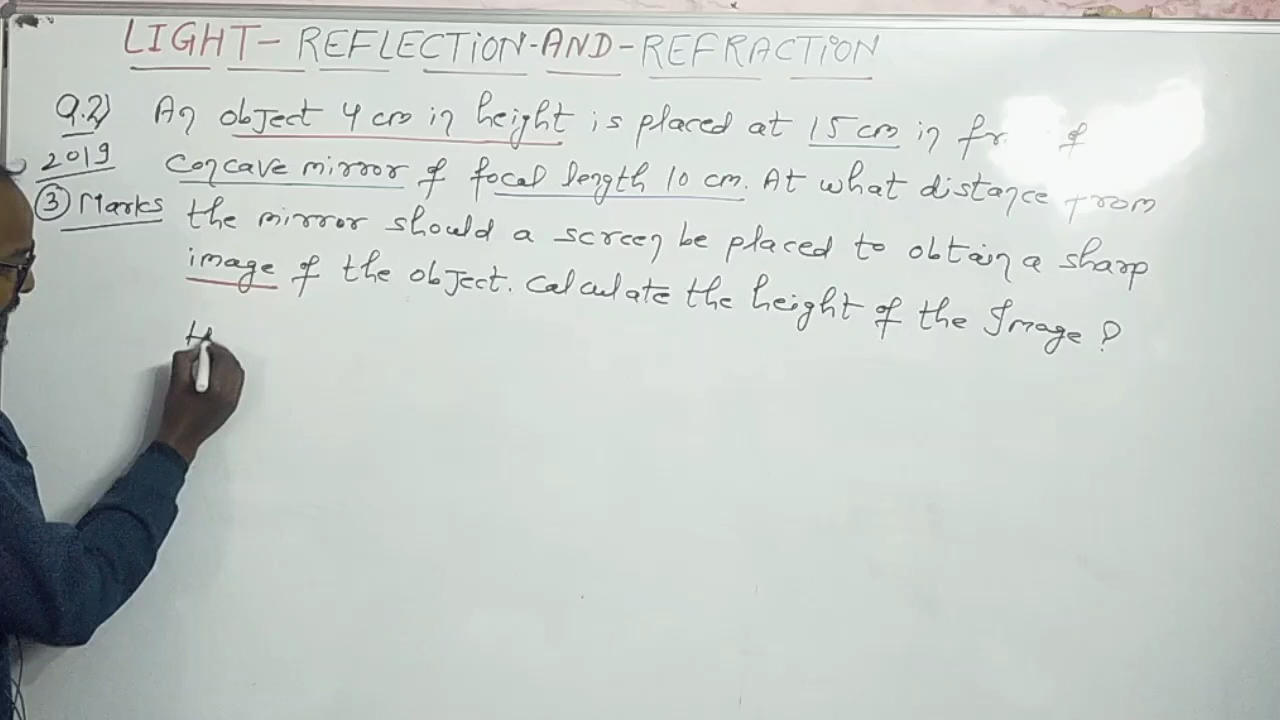 LIGHT-REFLECTION-AND-REFRACTION
Q.2) An object 4 cm in height is placed at 15 cm in of
2019 Concave mirror of focal length 10 cm. At what distance from
③ Marks the mirror should a screen be placed to obtain a sharp
image of the object. Calculate the height of the Image?
H